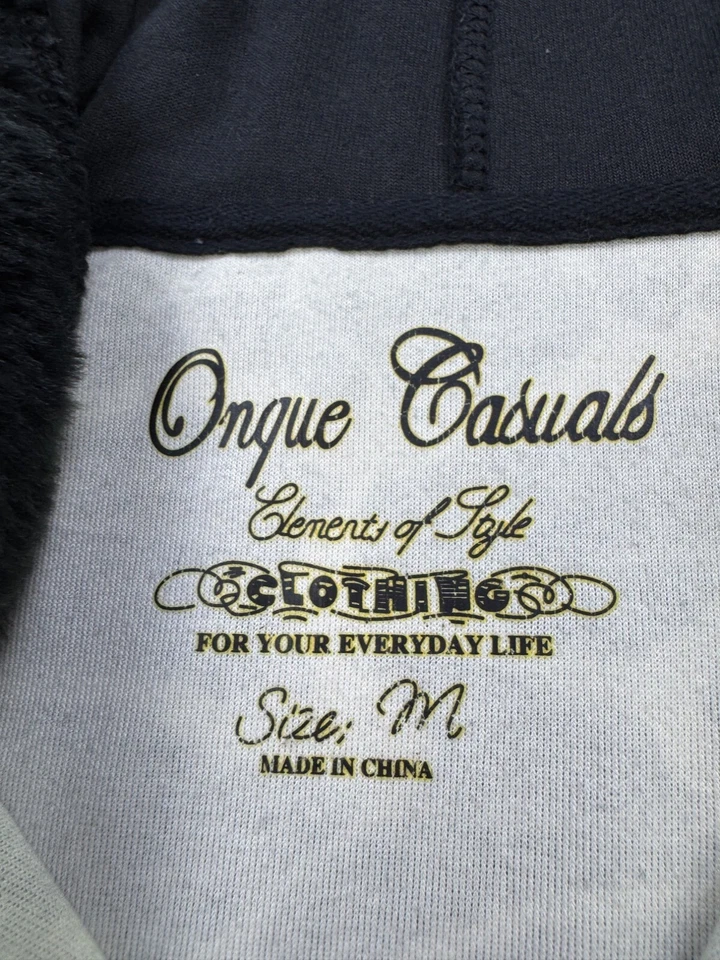 Onque Casuals
Elements of Style
CLOTHING
FOR YOUR EVERYDAY LIFE
Size: M
MADE IN CHINA